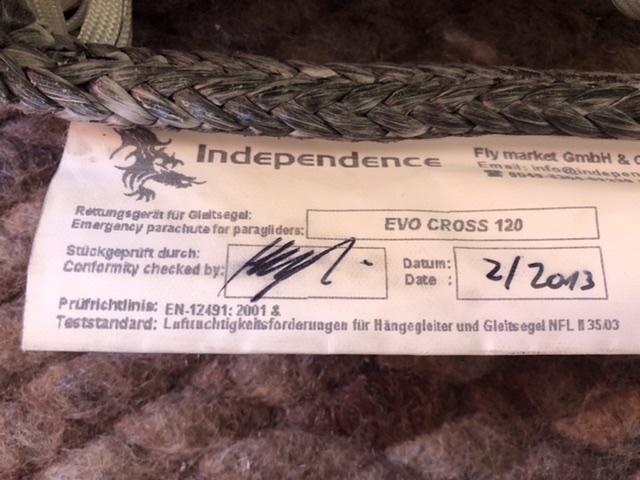 Independence
Fly market GmbH &
Email: info@indepen
Rettungsgerät für Gleitsegel:
Emergency parachute for paragliders: EVO CROSS 120
Stückgeprüft durch:
Conformity checked by:
Datum:
Date : 2/2013
Prüfrichtlinie: EN-12491: 2001 &
Teststandard: Luftüchtigkeitsforderungen für Hängegleiter und Gleitsegel NFL II 35/03